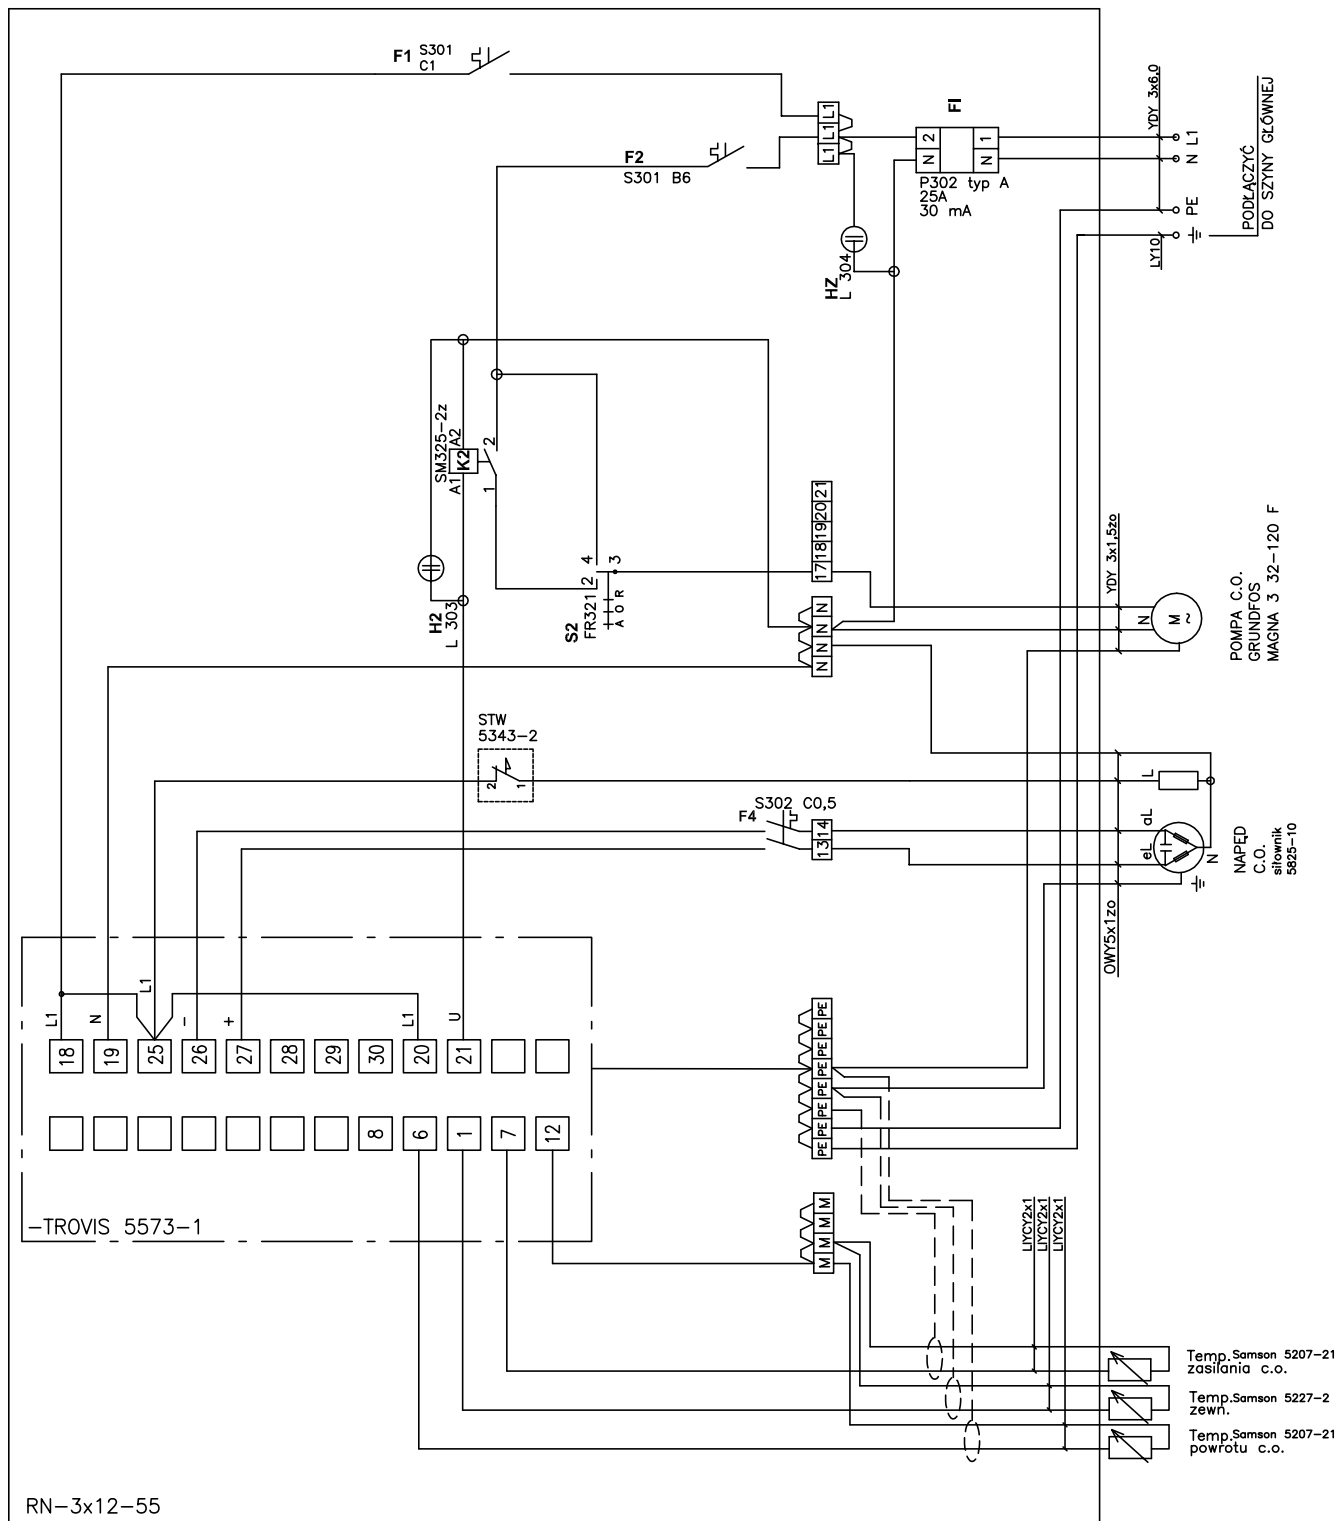 F1 S301
C1
F2
S301 B6
L1
L1
L1
FI
2
1
N
N
P302 typ A
25A
30 mA
YDY 3x6,0
L1
N
PE
LY10
PODŁĄCZYĆ
DO SZYNY GŁÓWNEJ
HZ
L 304
SM325-2z
A1
K2
A2
1
2
H2
L 303
S2
FR321
2
4
3
A O R
17
18
19
20
21
N
N
N
N
YDY 3x1,5żo
N
M
~
POMPA C.O.
GRUNDFOS
MAGNA 3 32-120 F
STW
5343-2
2
1
S302 C0,5
F4
13
14
L
aL
eL
N
NAPĘD
C.O.
siłownik
5825-10
OWY5x1zo
L1
N
L1
-
+
L1
U
18
19
25
26
27
28
29
30
20
21
8
6
1
7
12
-TROVIS 5573-1
PE
PE
PE
PE
PE
PE
PE
PE
M
M
M
M
LIYCY2x1
LIYCY2x1
LIYCY2x1
Temp. Samson 5207-21
zasilania c.o.
Temp. Samson 5227-2
zewn.
Temp. Samson 5207-21
powrotu c.o.
RN-3x12-55